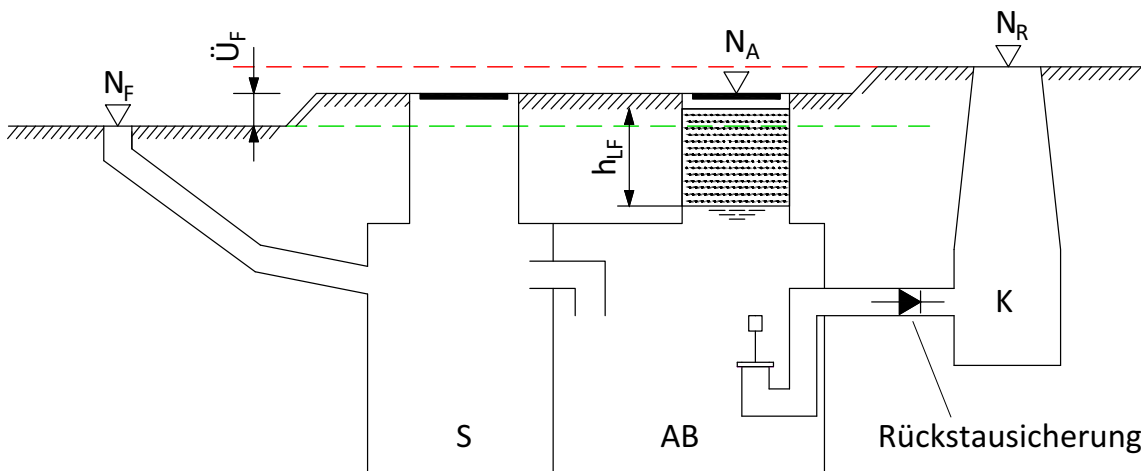 N_F
Ü_F
N_A
N_R
h_LF
K
S
AB
Rückstausicherung